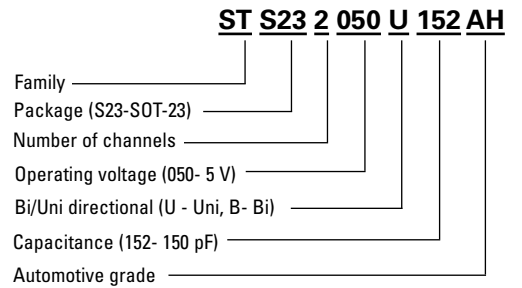 ST S23 2 050 U 152 AH
Family
Package (S23-SOT-23)
Number of channels
Operating voltage (050- 5 V)
Bi/Uni directional (U - Uni, B- Bi)
Capacitance (152- 150 pF)
Automotive grade